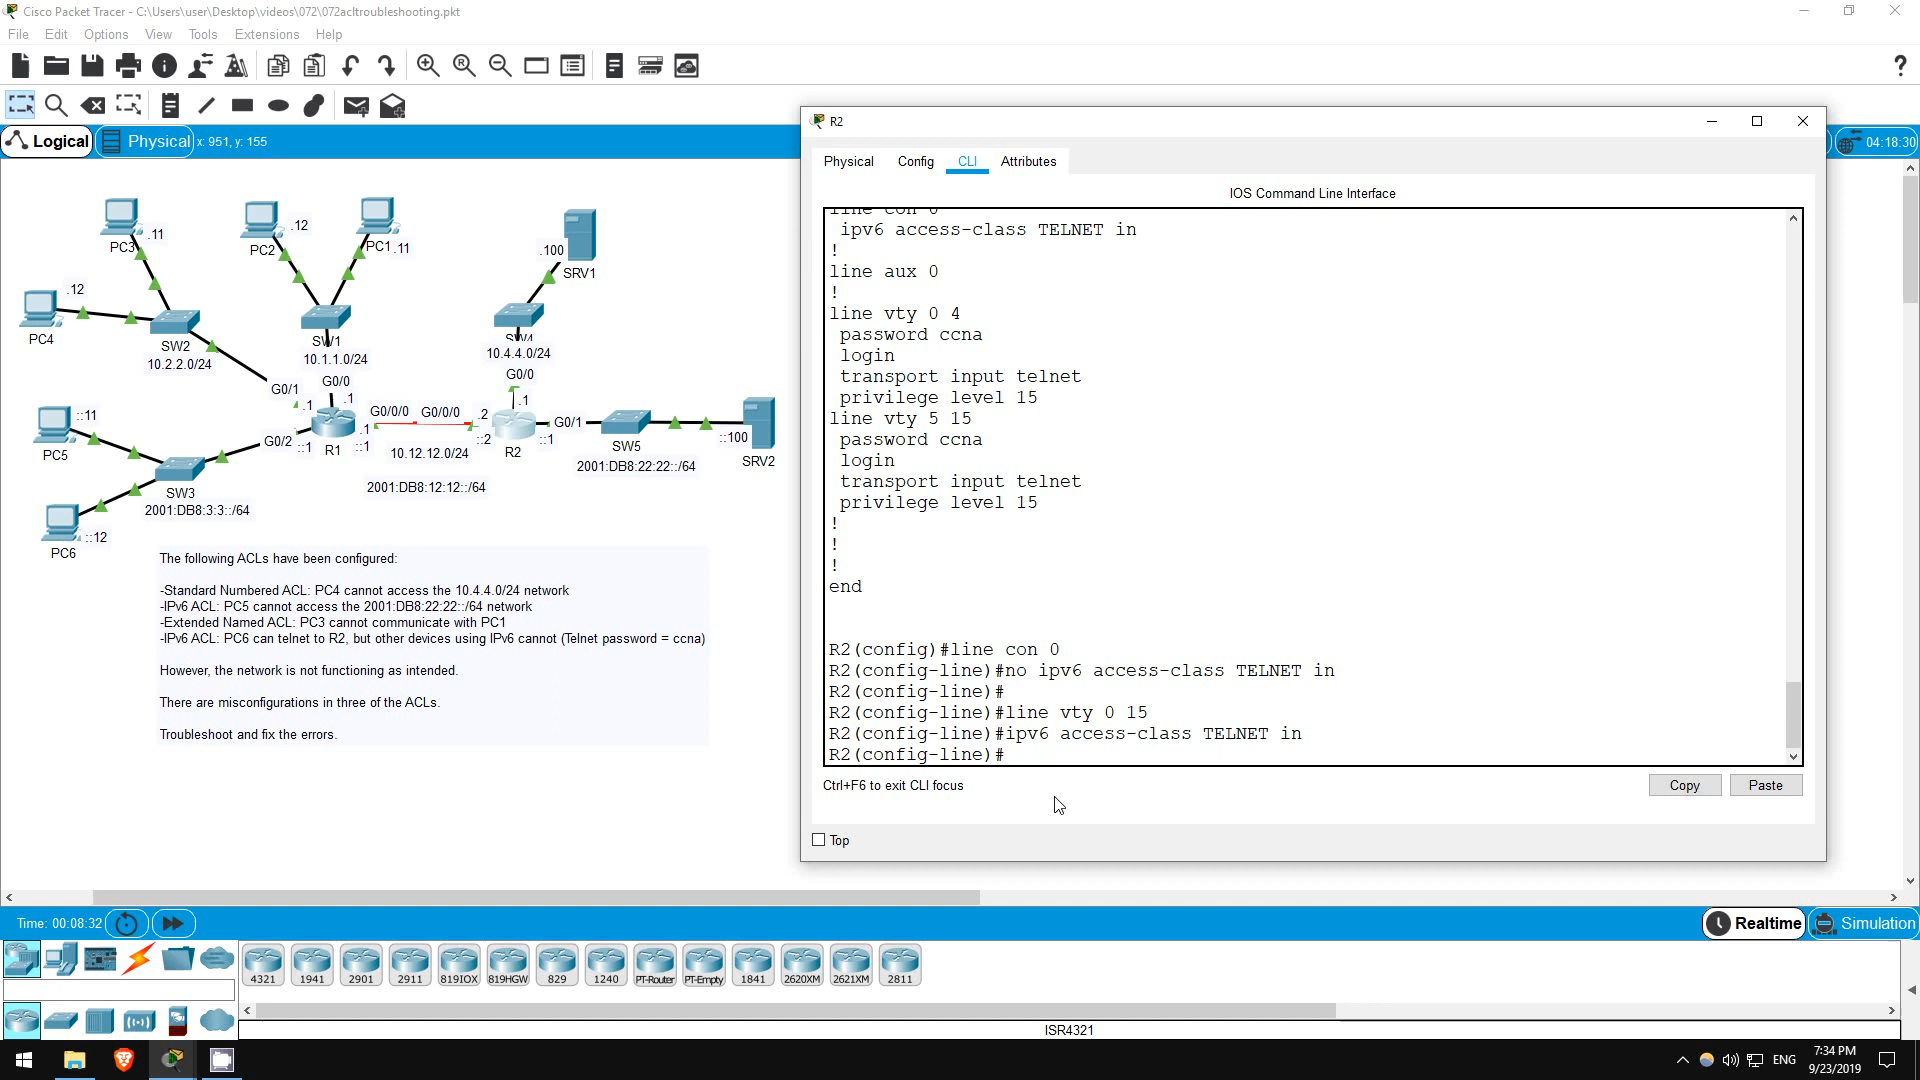 Cisco Packet Tracer - C:\Users\user\Desktop\videos\072\072acltroubleshooting.pkt
File Edit Options View Tools Extensions Help
Logical Physical x: 951, y: 155
04:18:30
R2
Physical Config CLI Attributes
IOS Command Line Interface
line con 0
ipv6 access-class TELNET in
!
line aux 0
!
line vty 0 4
password ccna
login
transport input telnet
privilege level 15
line vty 5 15
password ccna
login
transport input telnet
privilege level 15
!
!
!
end
R2(config)#line con 0
R2(config-line)#no ipv6 access-class TELNET in
R2(config-line)#
R2(config-line)#line vty 0 15
R2(config-line)#ipv6 access-class TELNET in
R2(config-line)#
Ctrl+F6 to exit CLI focus
Copy Paste
Top
PC3 .11
PC2 .12
PC1 .11
.100 SRV1
.12
PC4
SW2
10.2.2.0/24
SW1
10.1.1.0/24
SW4
10.4.4.0/24
G0/1 G0/0 G0/0
.1 .1 .1
G0/0/0 G0/0/0 .2
G0/2 ::1 R1 .1 ::1
::2 R2 ::1 G0/1
10.12.12.0/24
2001:DB8:12:12::/64
SW5
2001:DB8:22:22::/64
::100 SRV2
::11
PC5
SW3
2001:DB8:3:3::/64
::12
PC6
The following ACLs have been configured:
-Standard Numbered ACL: PC4 cannot access the 10.4.4.0/24 network
-IPv6 ACL: PC5 cannot access the 2001:DB8:22:22::/64 network
-Extended Named ACL: PC3 cannot communicate with PC1
-IPv6 ACL: PC6 can telnet to R2, but other devices using IPv6 cannot (Telnet password = ccna)
However, the network is not functioning as intended.
There are misconfigurations in three of the ACLs.
Troubleshoot and fix the errors.
Time: 00:08:32
Realtime Simulation
4321 1941 2901 2911 819IOX 819HGW 829 1240 PT-Router PT-Empty 1841 2620XM 2621XM 2811
ISR4321
ENG 7:34 PM
9/23/2019